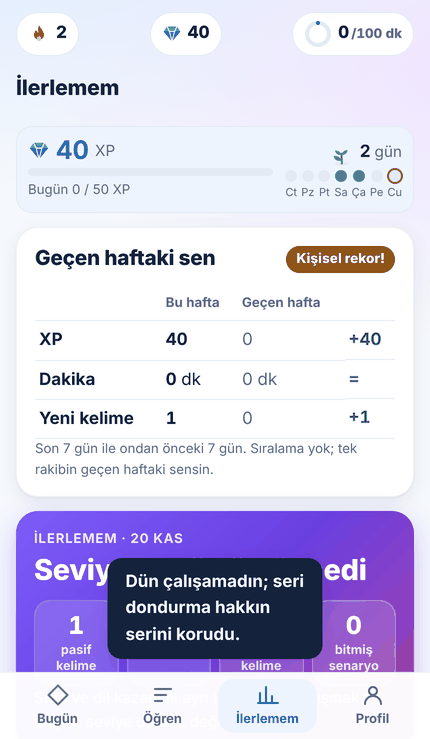 2
40
0 /100 dk
İlerlemem
40 XP
2 gün
Bugün 0 / 50 XP
Ct Pz Pt Sa Ça Pe Cu
Geçen haftaki sen
Kişisel rekor!
Bu hafta Geçen hafta
XP 40 0 +40
Dakika 0 dk 0 dk =
Yeni kelime 1 0 +1
Son 7 gün ile ondan önceki 7 gün. Sıralama yok; tek
rakibin geçen haftaki sensin.
İLERLEMEM · 20 KAS
Dün çalışamadın; seri
dondurma hakkın
serini korudu.
1
pasif
kelime
kelime
0
bitmiş
senaryo
Bugün
Öğren
İlerlemem
Profil